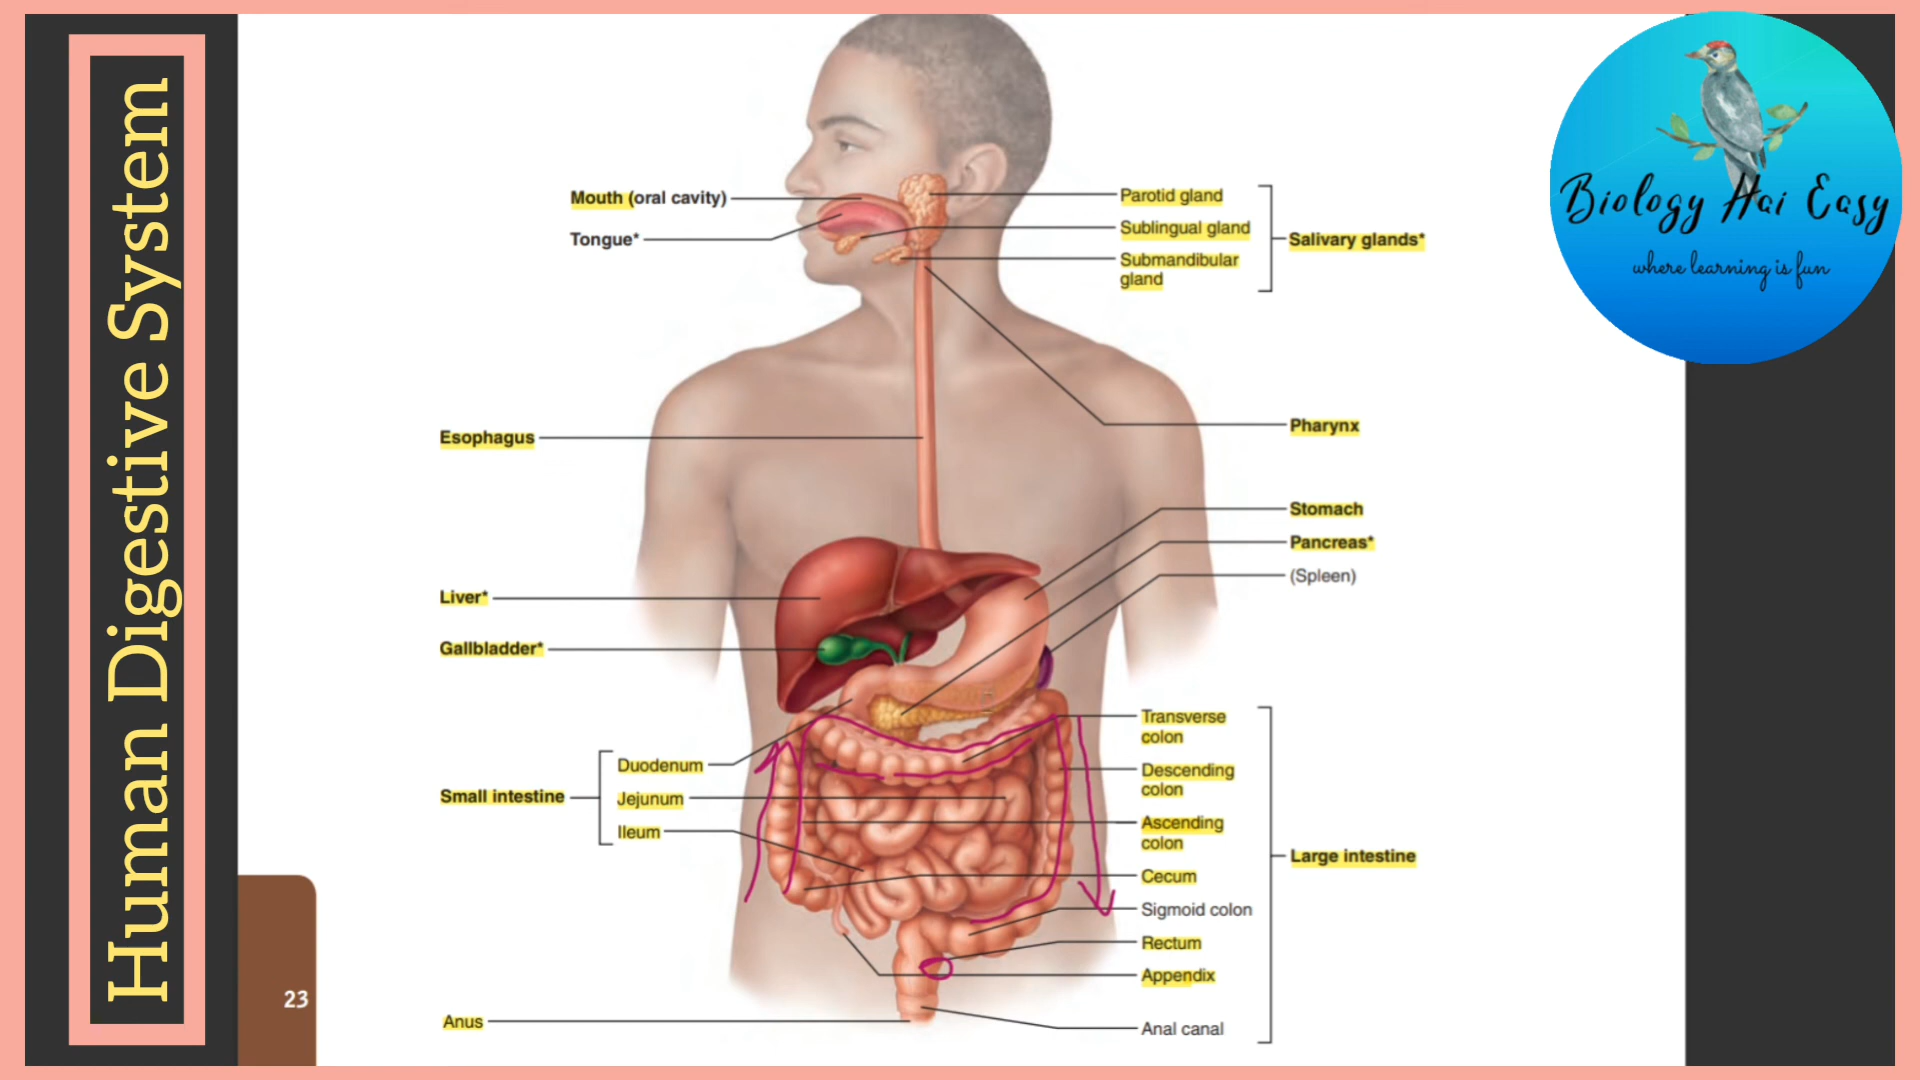 Human Digestive System
Biology Hai Easy
where learning is fun
Mouth (oral cavity)
Tongue*
Parotid gland
Sublingual gland
Submandibular
gland
Salivary glands*
Esophagus
Pharynx
Stomach
Pancreas*
(Spleen)
Liver*
Gallbladder*
Small intestine
Duodenum
Jejunum
Ileum
Transverse
colon
Descending
colon
Ascending
colon
Cecum
Sigmoid colon
Rectum
Appendix
Anal canal
Large intestine
Anus
23